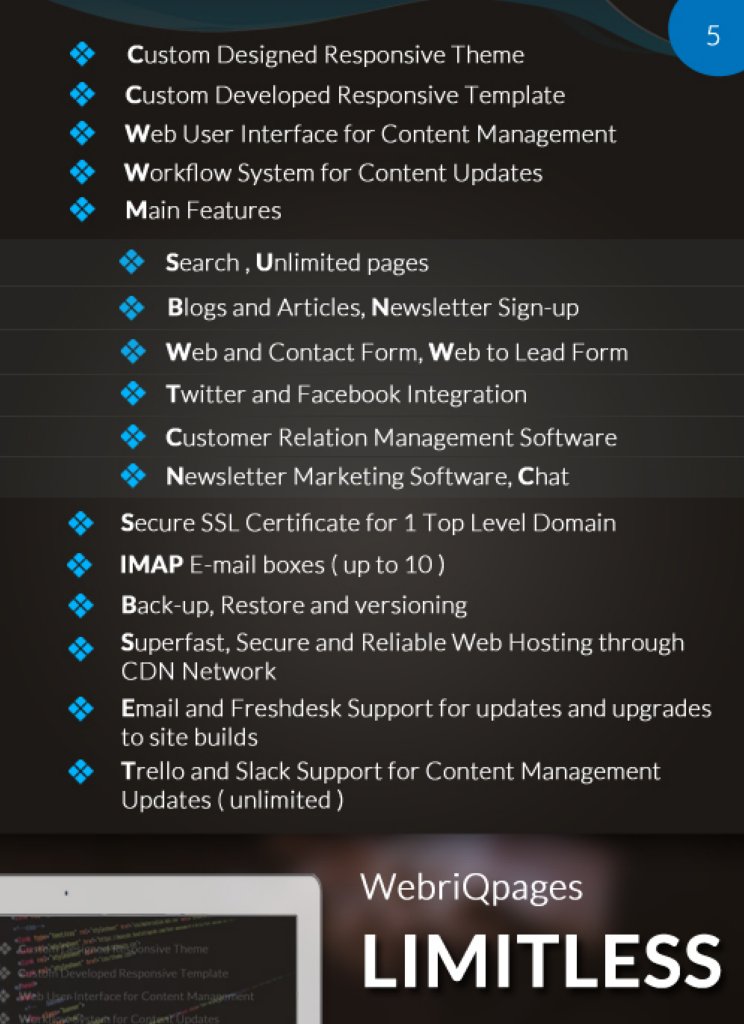 5
Custom Designed Responsive Theme
Custom Developed Responsive Template
Web User Interface for Content Management
Workflow System for Content Updates
Main Features
Search , Unlimited pages
Blogs and Articles, Newsletter Sign-up
Web and Contact Form, Web to Lead Form
Twitter and Facebook Integration
Customer Relation Management Software
Newsletter Marketing Software, Chat
Secure SSL Certificate for 1 Top Level Domain
IMAP E-mail boxes ( up to 10 )
Back-up, Restore and versioning
Superfast, Secure and Reliable Web Hosting through
CDN Network
Email and Freshdesk Support for updates and upgrades
to site builds
Trello and Slack Support for Content Management
Updates ( unlimited )
WebriQpages
LIMITLESS
Custom Designed Responsive Theme
Custom Developed Responsive Template
Web User Interface for Content Management
Workflow System for Content Updates